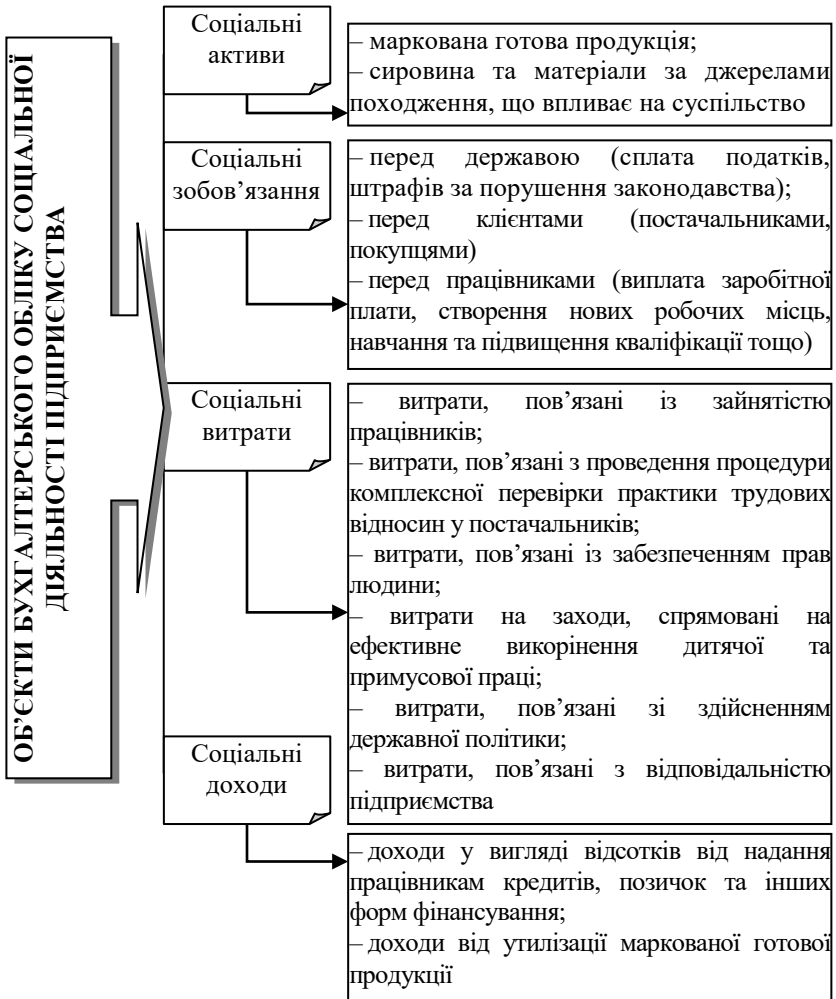 ОБ’ЄКТИ БУХГАЛТЕРСЬКОГО ОБЛІКУ СОЦІАЛЬНОЇ
ДІЯЛЬНОСТІ ПІДПРИЄМСТВА
Соціальні
активи
– маркована готова продукція;
– сировина та матеріали за джерелами
походження, що впливає на суспільство
Соціальні
зобов’язання
– перед державою (сплата податків,
штрафів за порушення законодавства);
– перед клієнтами (постачальниками,
покупцями)
– перед працівниками (виплата заробітної
плати, створення нових робочих місць,
навчання та підвищення кваліфікації тощо)
Соціальні
витрати
– витрати, пов’язані із зайнятістю
працівників;
– витрати, пов’язані з проведення процедури
комплексної перевірки практики трудових
відносин у постачальників;
– витрати, пов’язані із забезпеченням прав
людини;
– витрати на заходи, спрямовані на
ефективне викорінення дитячої та
примусової праці;
– витрати, пов’язані зі здійсненням
державної політики;
– витрати, пов’язані з відповідальністю
підприємства
Соціальні
доходи
– доходи у вигляді відсотків від надання
працівникам кредитів, позичок та інших
форм фінансування;
– доходи від утилізації маркованої готової
продукції